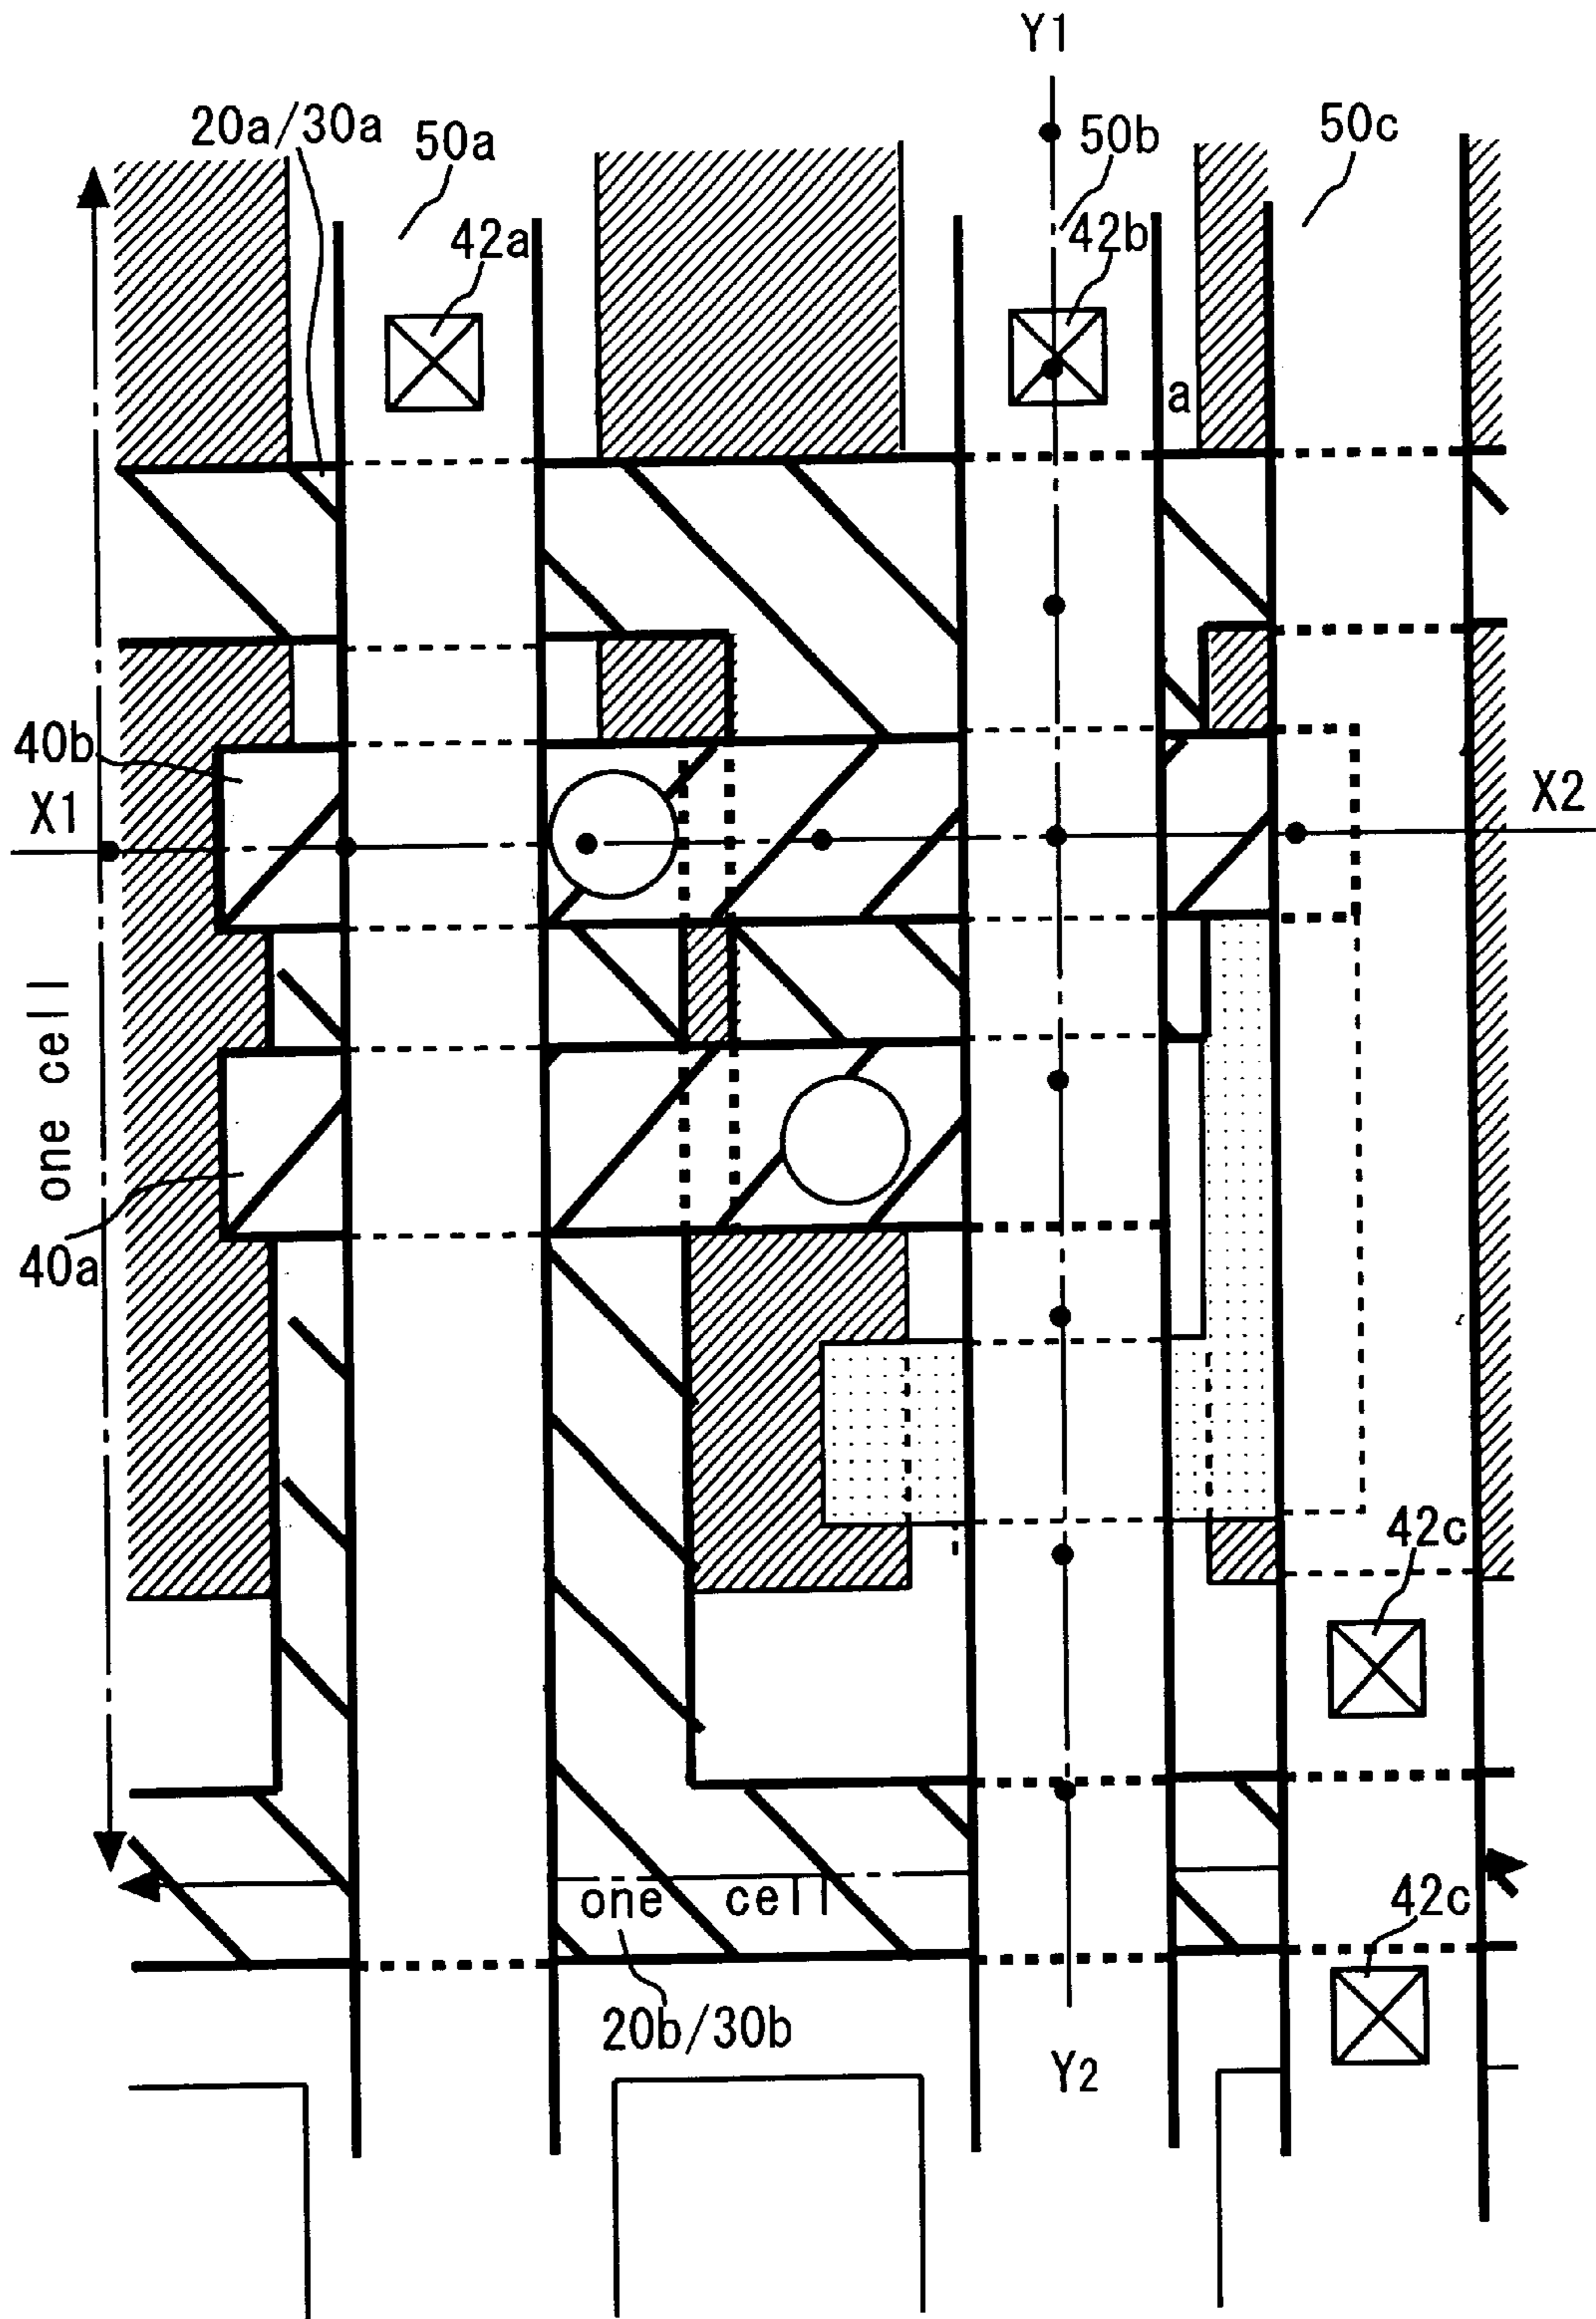 Y1
20a/30a
50a
50b
50c
42a
42b
a
40b
X1
X2
one cell
40a
42c
one cell
42c
20b/30b
Y2